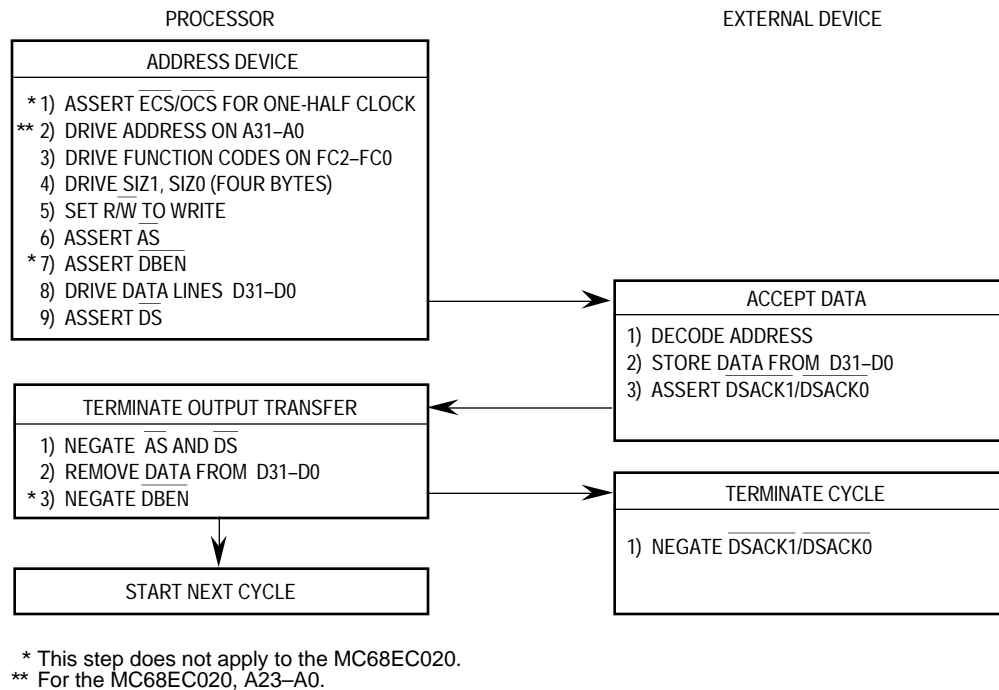 PROCESSOR
EXTERNAL DEVICE
ADDRESS DEVICE
* 1) ASSERT ECS/OCS FOR ONE-HALF CLOCK
** 2) DRIVE ADDRESS ON A31–A0
3) DRIVE FUNCTION CODES ON FC2–FC0
4) DRIVE SIZ1, SIZ0 (FOUR BYTES)
5) SET R/W TO WRITE
6) ASSERT AS
* 7) ASSERT DBEN
8) DRIVE DATA LINES D31–D0
9) ASSERT DS
ACCEPT DATA
1) DECODE ADDRESS
2) STORE DATA FROM D31–D0
3) ASSERT DSACK1/DSACK0
TERMINATE OUTPUT TRANSFER
1) NEGATE AS AND DS
2) REMOVE DATA FROM D31–D0
* 3) NEGATE DBEN
TERMINATE CYCLE
1) NEGATE DSACK1/DSACK0
START NEXT CYCLE
* This step does not apply to the MC68EC020.
** For the MC68EC020, A23–A0.